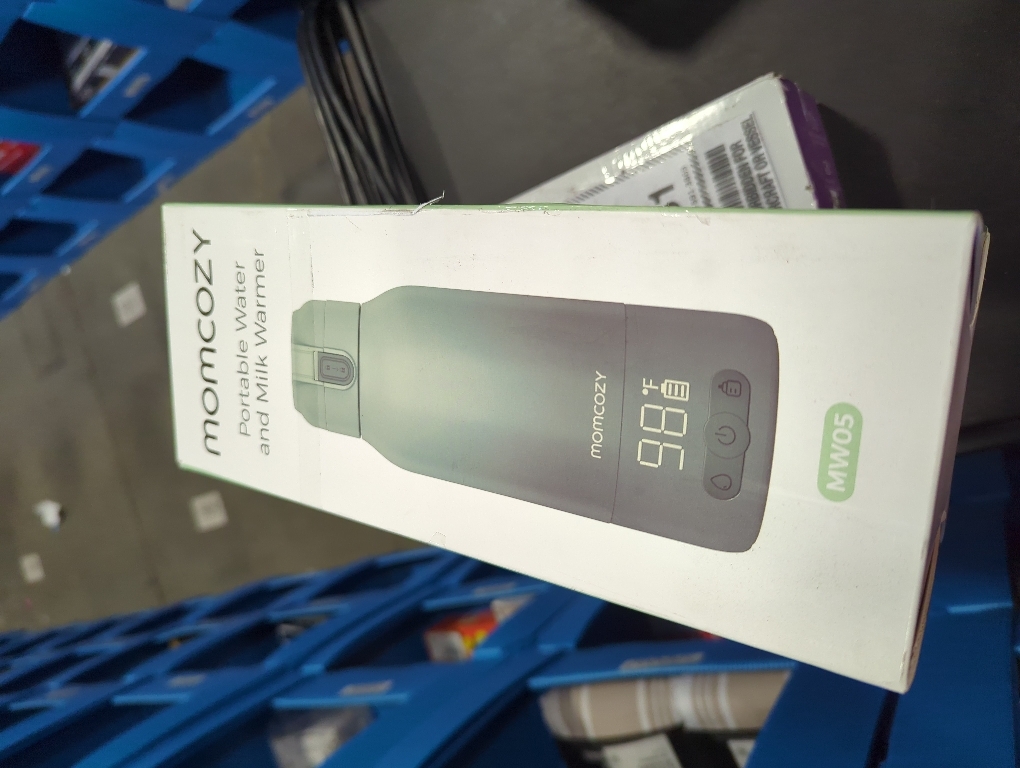 momcozy
Portable Water
and Milk Warmer
momcozy
98°F
MW05